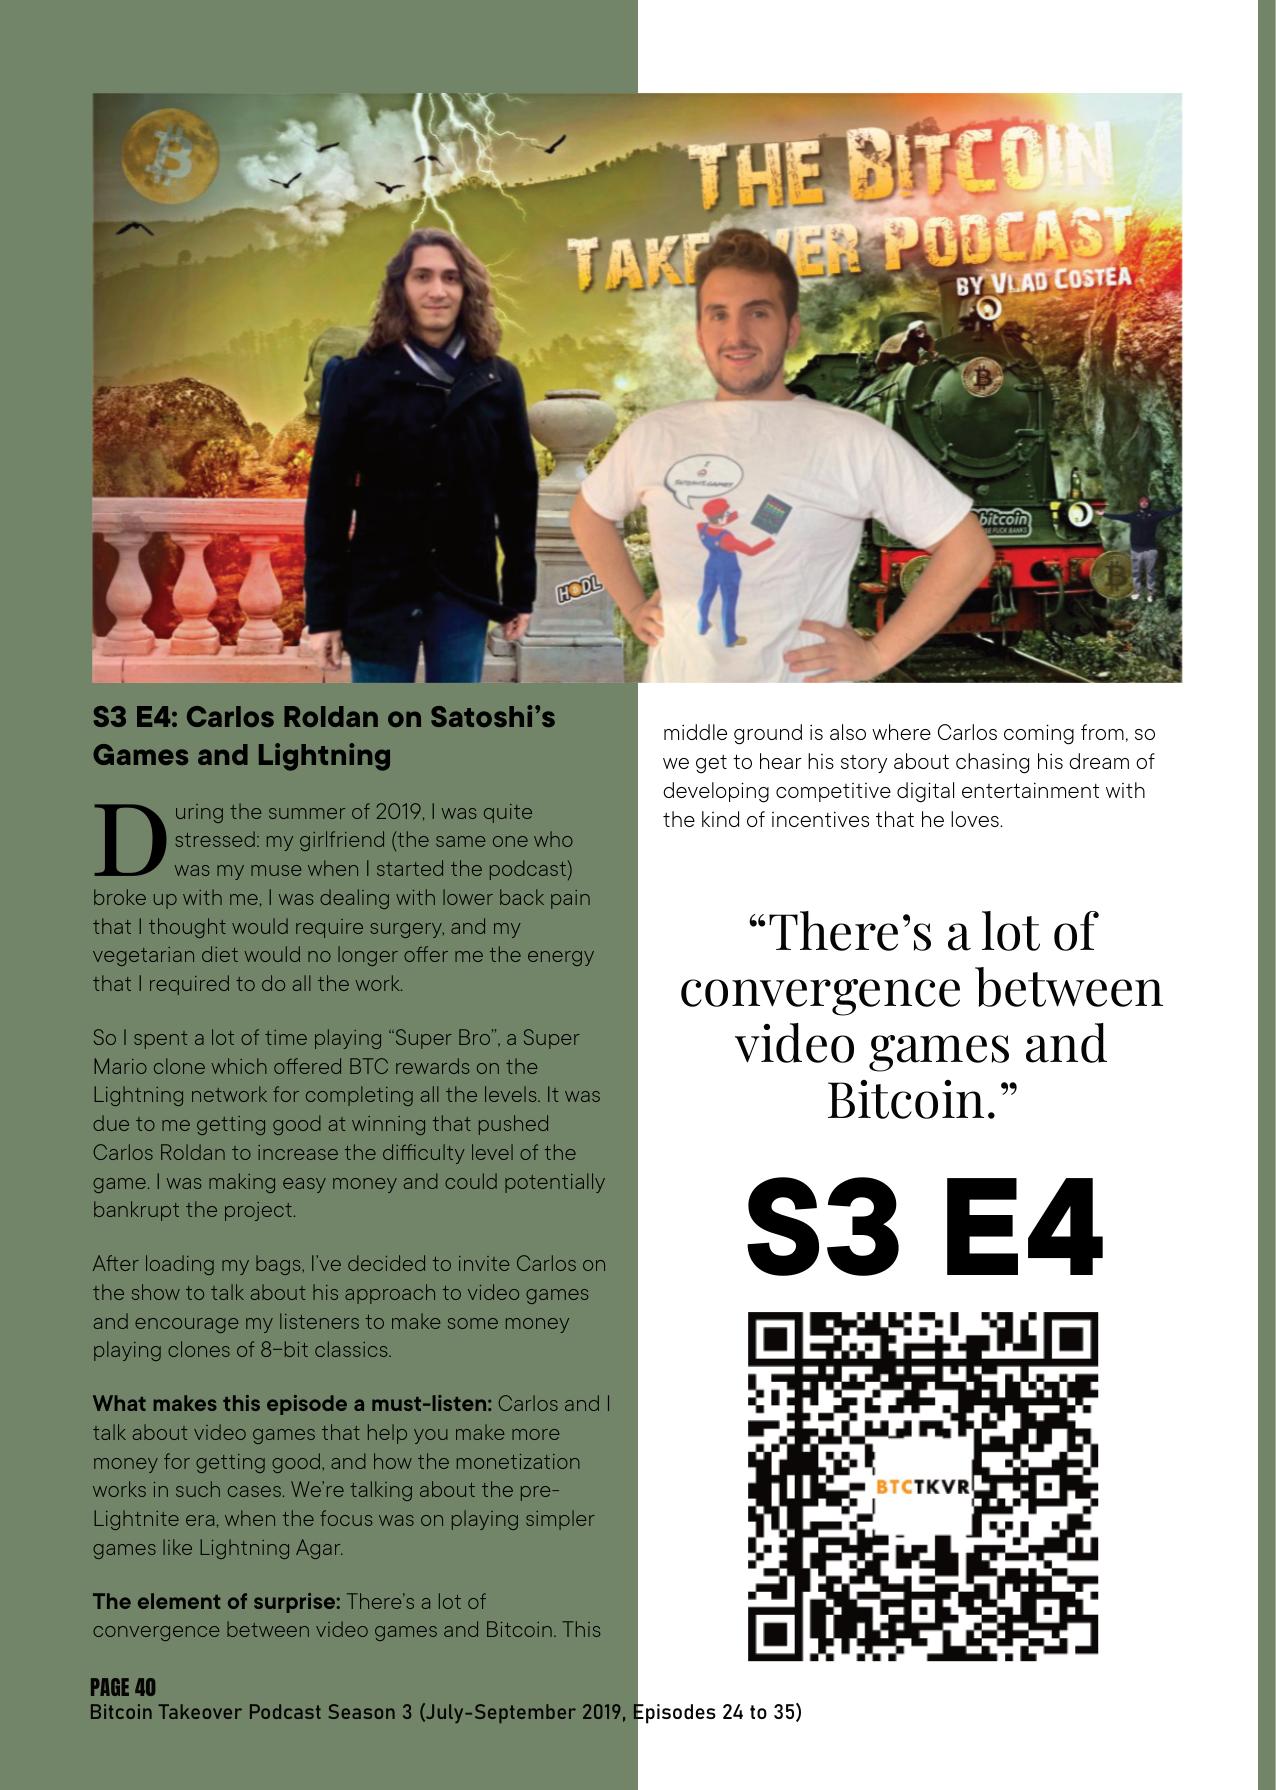 THE BITCOIN
TAKEOVER PODCAST
BY VLAD COSTEA
bitcoin
HODL
S3 E4: Carlos Roldan on Satoshi’s
Games and Lightning
During the summer of 2019, I was quite
stressed: my girlfriend (the same one who
was my muse when I started the podcast)
broke up with me, I was dealing with lower back pain
that I thought would require surgery, and my
vegetarian diet would no longer offer me the energy
that I required to do all the work.
So I spent a lot of time playing “Super Bro”, a Super
Mario clone which offered BTC rewards on the
Lightning network for completing all the levels. It was
due to me getting good at winning that pushed
Carlos Roldan to increase the difficulty level of the
game. I was making easy money and could potentially
bankrupt the project.
After loading my bags, I’ve decided to invite Carlos on
the show to talk about his approach to video games
and encourage my listeners to make some money
playing clones of 8-bit classics.
What makes this episode a must-listen: Carlos and I
talk about video games that help you make more
money for getting good, and how the monetization
works in such cases. We’re talking about the pre-
Lightnite era, when the focus was on playing simpler
games like Lightning Agar.
The element of surprise: There’s a lot of
convergence between video games and Bitcoin. This
middle ground is also where Carlos coming from, so
we get to hear his story about chasing his dream of
developing competitive digital entertainment with
the kind of incentives that he loves.
“There’s a lot of
convergence between
video games and
Bitcoin.”
S3 E4
BTCTKVR
PAGE 40
Bitcoin Takeover Podcast Season 3 (July-September 2019, Episodes 24 to 35)